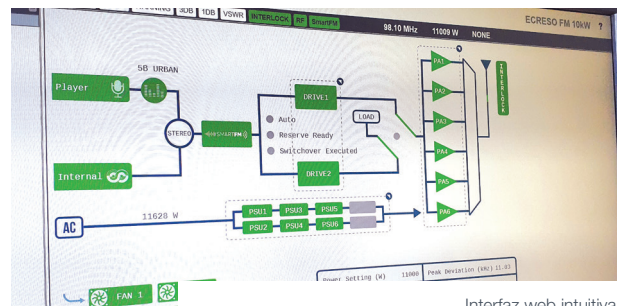 3DB 1DB VSWR INTERLOCK RF SmartFM 98.10 MHz 11009 W NONE ECRESO FM 10kW ?
5B URBAN
Player
DRIVE1
Auto
LOAD
STEREO
SMARTFM
Reserve Ready
Switchover Executed
Internal
DRIVE2
PA1
PA2
PA3
PA4
PA5
PA6
INTERLOCK
AC
11628 W
PSU1 PSU3 PSU5
PSU2 PSU4 PSU6
Power Setting (W) 11000 Peak Deviation (kHz)
FAN 1
Interfaz web intuitiva